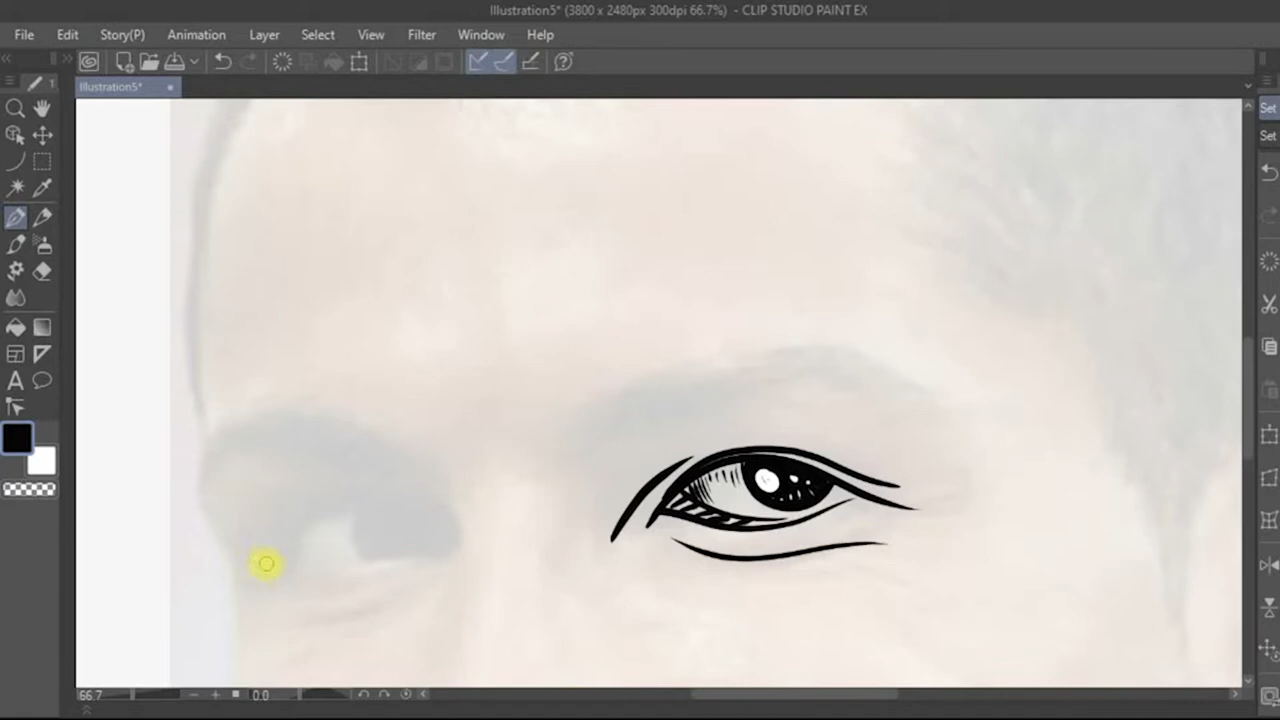 Illustration5* (3800 x 2480px 300dpi 66.7%) - CLIP STUDIO PAINT EX
File Edit Story(P) Animation Layer Select View Filter Window Help
Illustration5*
1
Set
Set
A
66.7
0.0